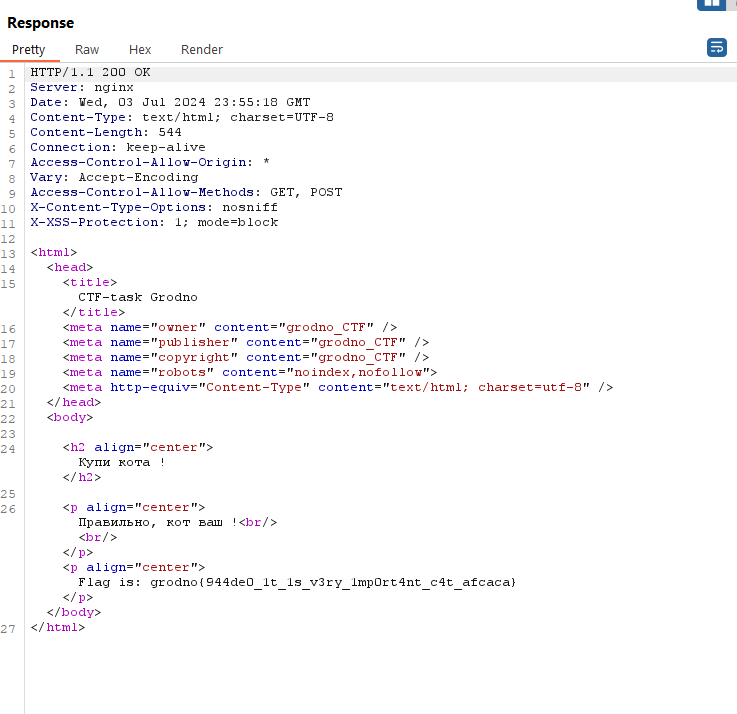 Response
Pretty Raw Hex Render
1 HTTP/1.1 200 OK
2 Server: nginx
3 Date: Wed, 03 Jul 2024 23:55:18 GMT
4 Content-Type: text/html; charset=UTF-8
5 Content-Length: 544
6 Connection: keep-alive
7 Access-Control-Allow-Origin: *
8 Vary: Accept-Encoding
9 Access-Control-Allow-Methods: GET, POST
10 X-Content-Type-Options: nosniff
11 X-XSS-Protection: 1; mode=block
12
13 <html>
14 <head>
15 <title>
CTF-task Grodno
</title>
16 <meta name="owner" content="grodno_CTF" />
17 <meta name="publisher" content="grodno_CTF" />
18 <meta name="copyright" content="grodno_CTF" />
19 <meta name="robots" content="noindex,nofollow">
20 <meta http-equiv="Content-Type" content="text/html; charset=utf-8" />
21 </head>
22 <body>
23
24 <h2 align="center">
Купи кота !
</h2>
25
26 <p align="center">
Правильно, кот ваш !<br/>
<br/>
</p>
<p align="center">
Flag is: grodno{944de0_1t_1s_v3ry_1mp0rt4nt_c4t_afcaca}
</p>
</body>
27 </html>